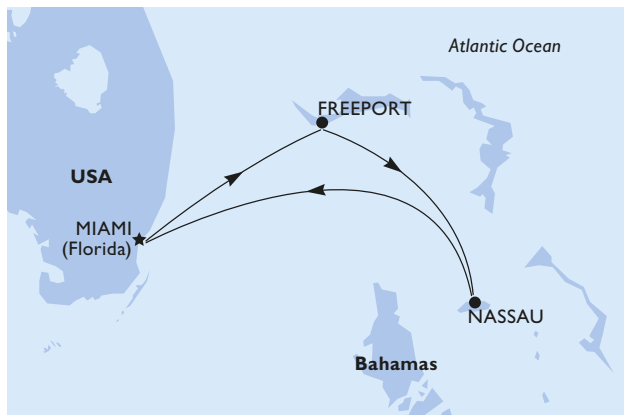 Atlantic Ocean
FREEPORT
USA
MIAMI
(Florida)
NASSAU
Bahamas